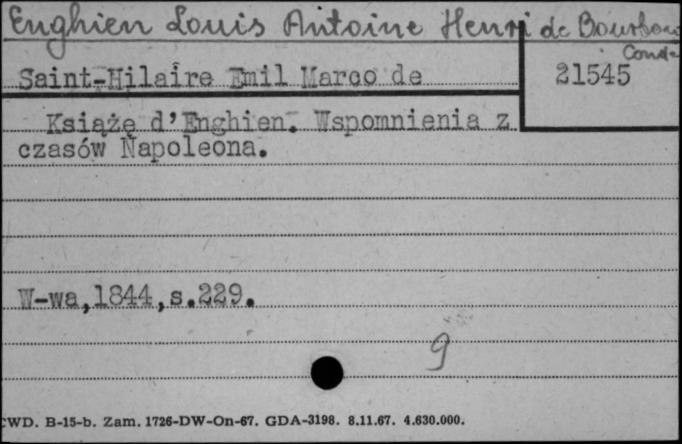 Enghien Louis Antoine Henri de Bourbon
Conde
Saint-Hilaire Emil Marco de
21545
Książę d'Enghien. Wspomnienia z
czasów Napoleona.
W-wa,1844,s.229.
9
CWD. B-15-b. Zam. 1726-DW-On-67. GDA-3198. 8.11.67. 4.630.000.